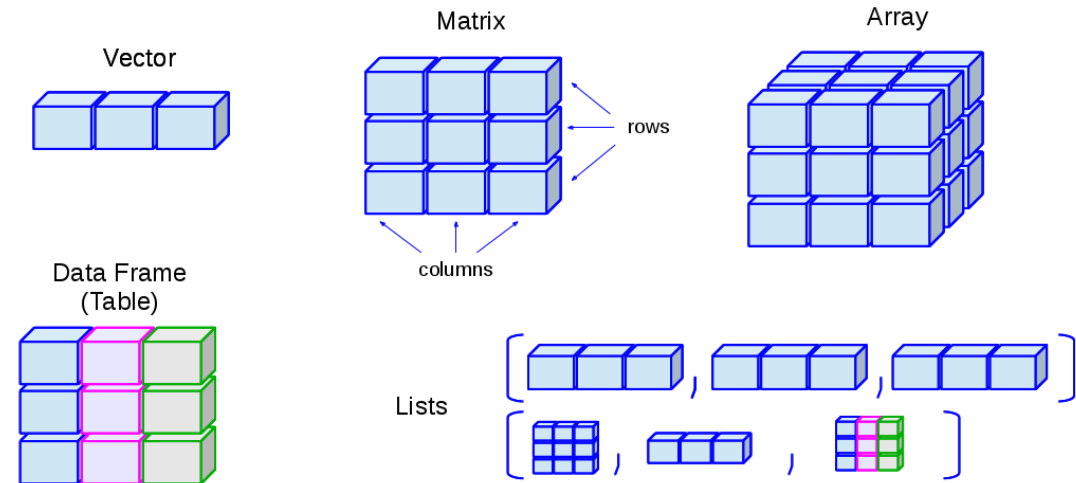 Vector
Matrix
Array
rows
columns
Data Frame
(Table)
Lists